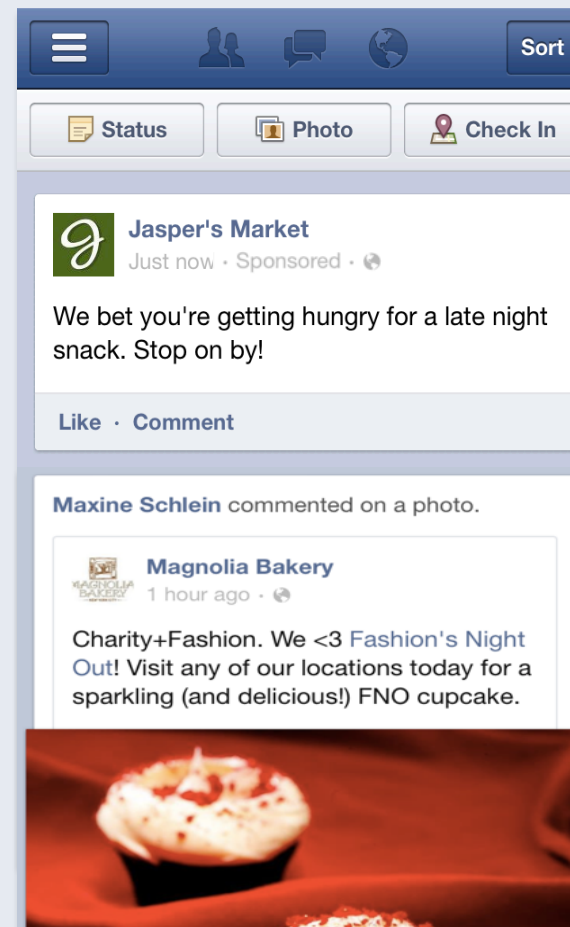 Sort
Status
Photo
Check In
Jasper's Market
Just now · Sponsored ·
We bet you're getting hungry for a late night
snack. Stop on by!
Like · Comment
Maxine Schlein commented on a photo.
MAGNOLIA
BAKERY
Magnolia Bakery
1 hour ago ·
Charity+Fashion. We <3 Fashion's Night
Out! Visit any of our locations today for a
sparkling (and delicious!) FNO cupcake.